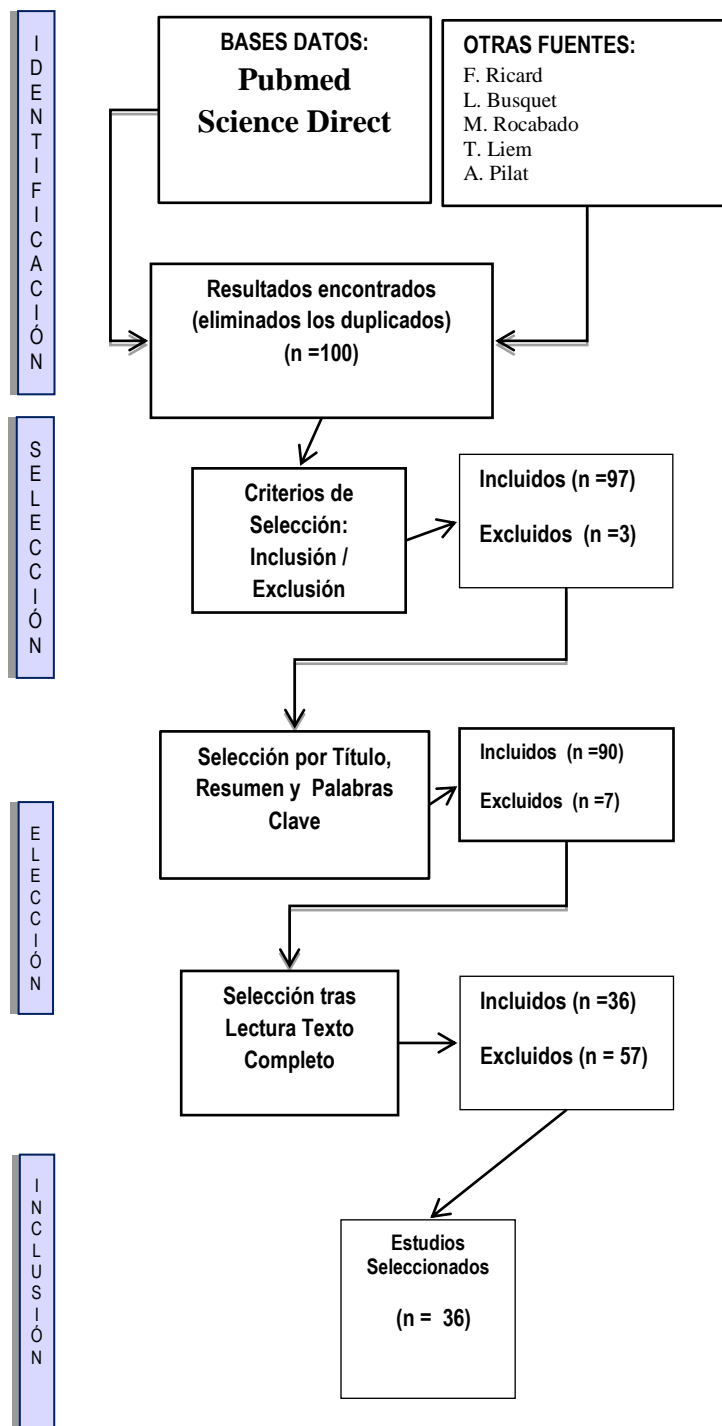 IDENTIFICACIÓN
BASES DATOS:
Pubmed
Science Direct
OTRAS FUENTES:
F. Ricard
L. Busquet
M. Rocabado
T. Liem
A. Pilat
Resultados encontrados
(eliminados los duplicados)
(n =100)
SELECCIÓN
Criterios de
Selección:
Inclusión /
Exclusión
Incluidos (n =97)
Excluidos (n =3)
Selección por Título,
Resumen y Palabras
Clave
Incluidos (n =90)
Excluidos (n =7)
ELECCIÓN
Selección tras
Lectura Texto
Completo
Incluidos (n =36)
Excluidos (n = 57)
INCLUSIÓN
Estudios
Seleccionados
(n = 36)